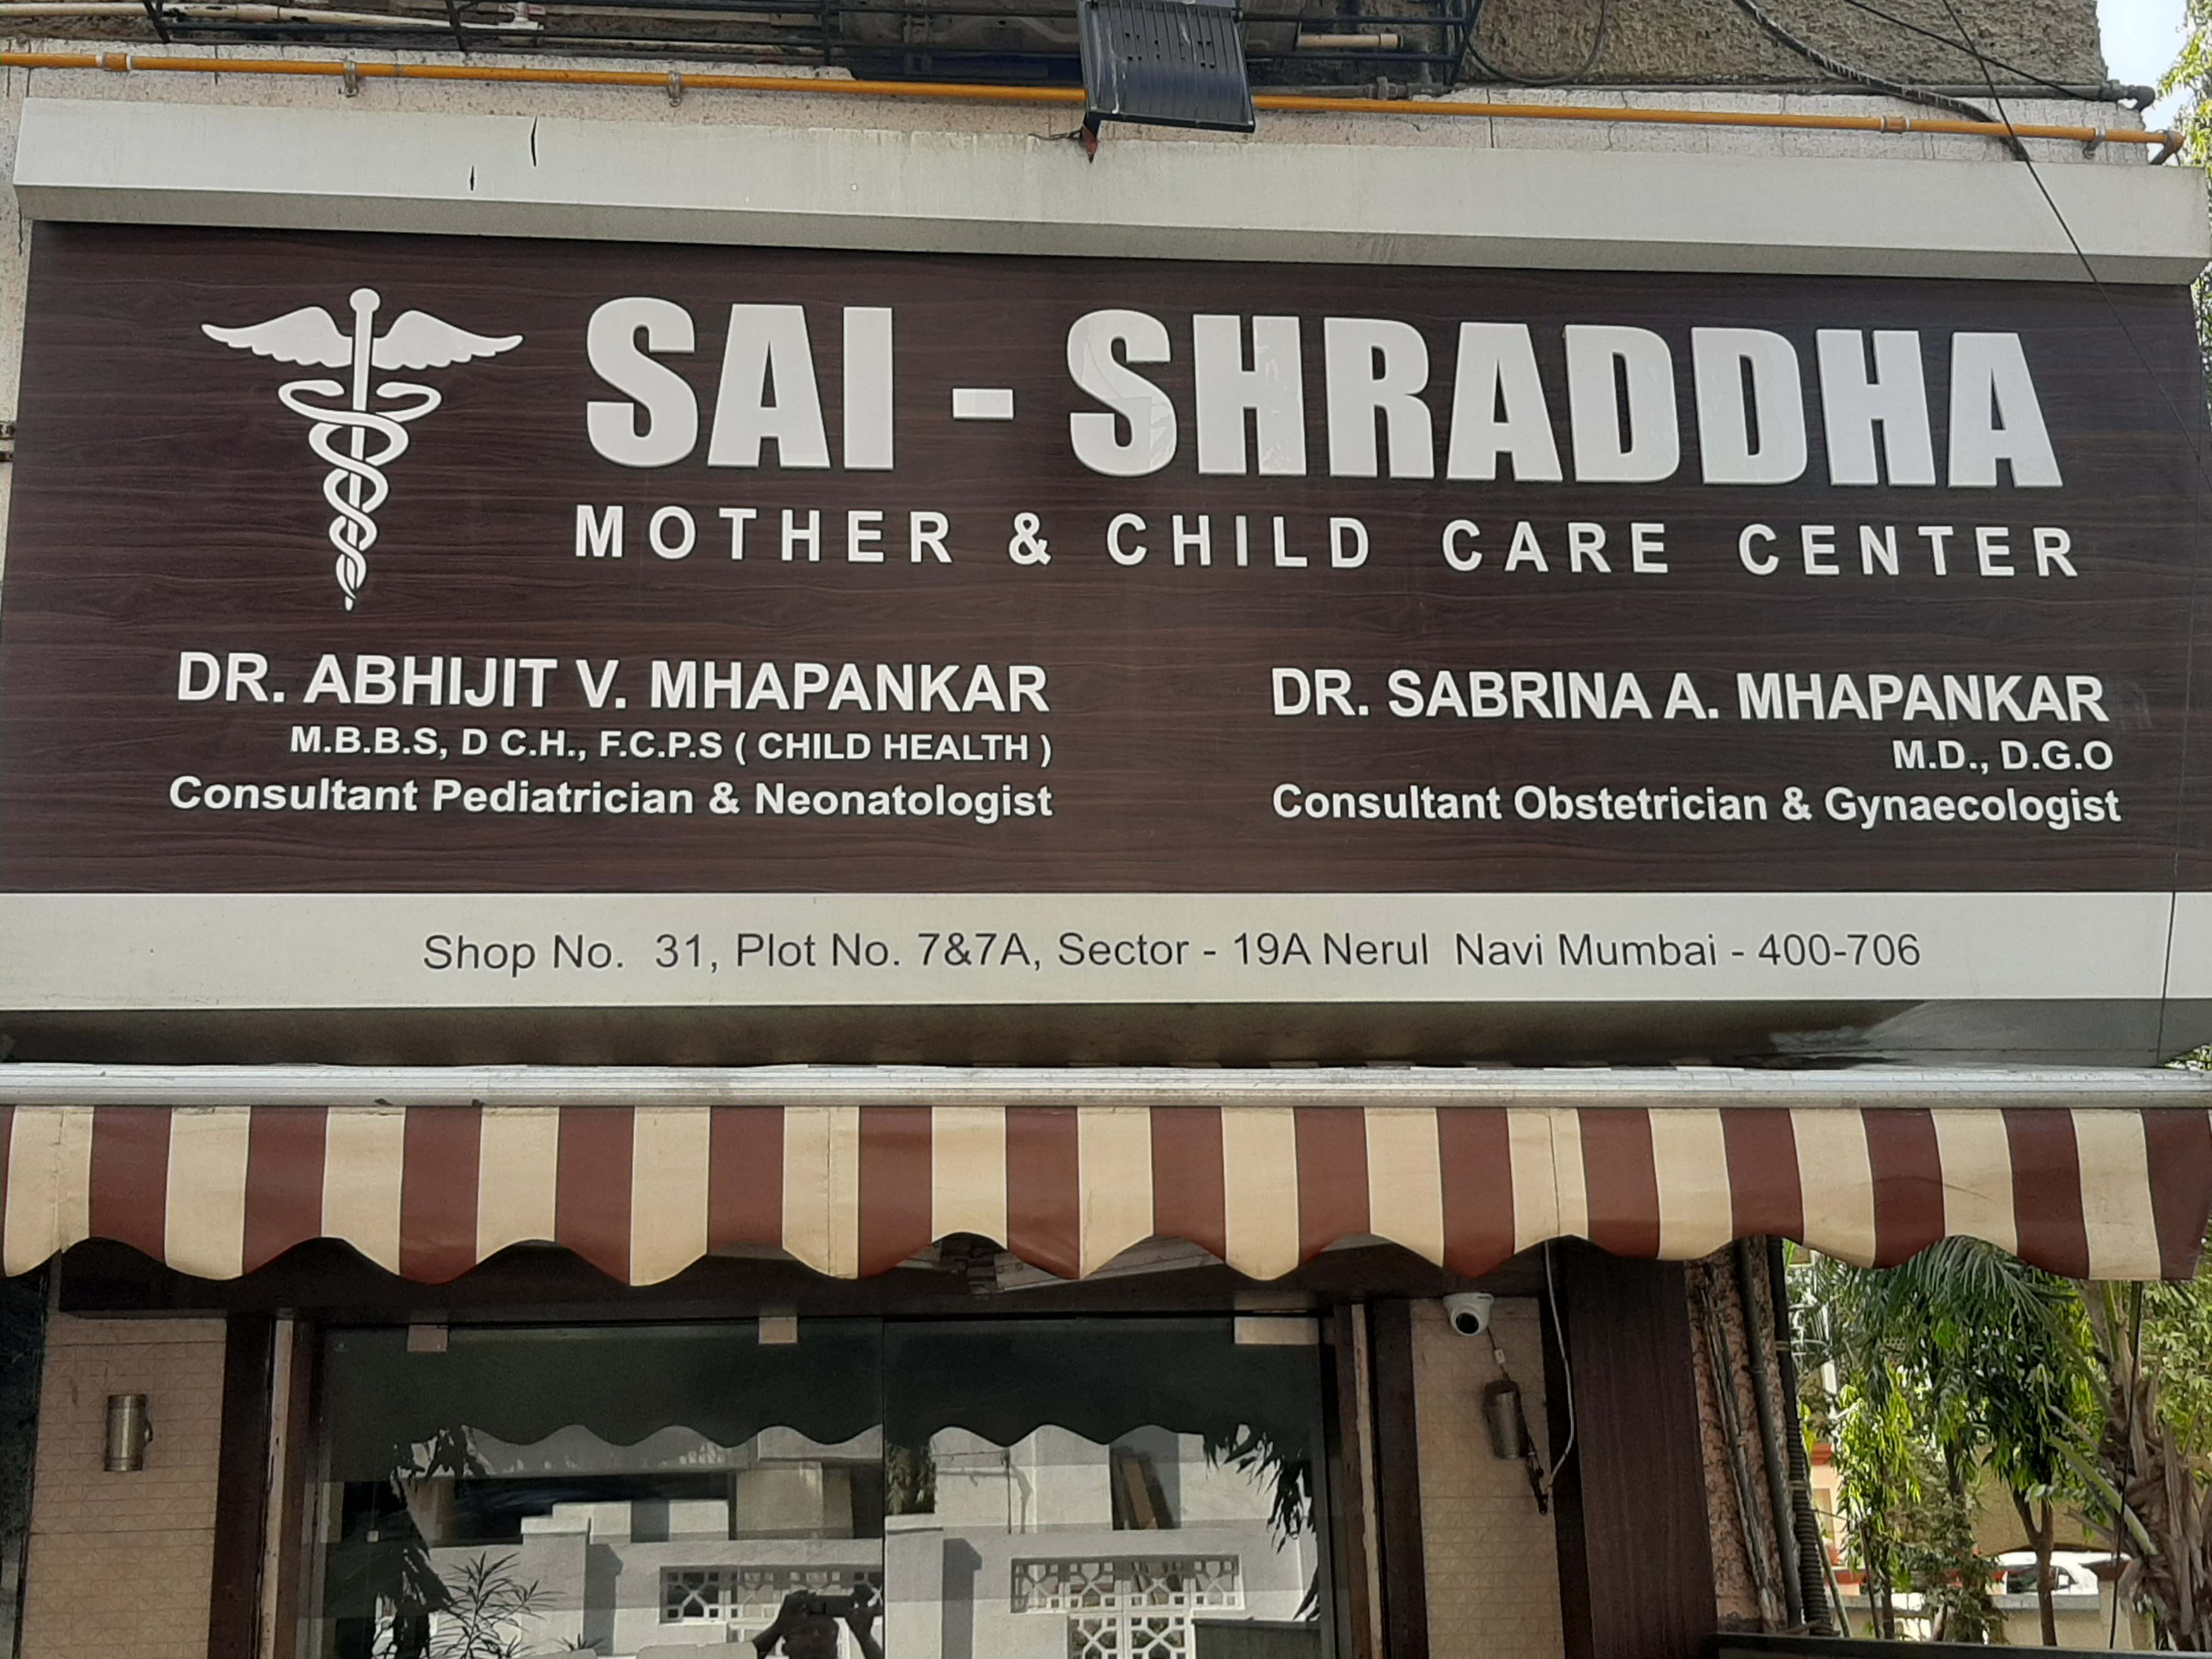 SAI - SHRADDHA
MOTHER & CHILD CARE CENTER
DR. ABHIJIT V. MHAPANKAR
M.B.B.S, D C.H., F.C.P.S ( CHILD HEALTH )
Consultant Pediatrician & Neonatologist
DR. SABRINA A. MHAPANKAR
M.D., D.G.O
Consultant Obstetrician & Gynaecologist
Shop No. 31, Plot No. 7&7A, Sector - 19A Nerul Navi Mumbai - 400-706